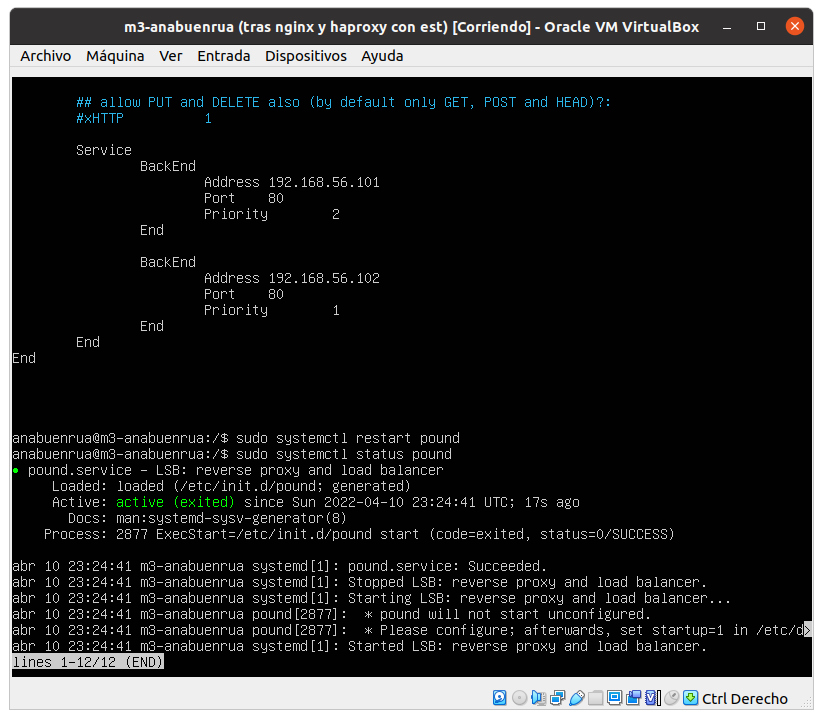 m3-anabuenrua (tras nginx y haproxy con est) [Corriendo] - Oracle VM VirtualBox
Archivo Máquina Ver Entrada Dispositivos Ayuda
## allow PUT and DELETE also (by default only GET, POST and HEAD)?:
#xHTTP 1
Service
BackEnd
Address 192.168.56.101
Port 80
Priority 2
End
BackEnd
Address 192.168.56.102
Port 80
Priority 1
End
End
End
anabuenrua@m3-anabuenrua:/$ sudo systemctl restart pound
anabuenrua@m3-anabuenrua:/$ sudo systemctl status pound
● pound.service - LSB: reverse proxy and load balancer
Loaded: loaded (/etc/init.d/pound; generated)
Active: active (exited) since Sun 2022-04-10 23:24:41 UTC; 17s ago
Docs: man:systemd-sysv-generator(8)
Process: 2877 ExecStart=/etc/init.d/pound start (code=exited, status=0/SUCCESS)
abr 10 23:24:41 m3-anabuenrua systemd[1]: pound.service: Succeeded.
abr 10 23:24:41 m3-anabuenrua systemd[1]: Stopped LSB: reverse proxy and load balancer.
abr 10 23:24:41 m3-anabuenrua systemd[1]: Starting LSB: reverse proxy and load balancer...
abr 10 23:24:41 m3-anabuenrua pound[2877]:  * pound will not start unconfigured.
abr 10 23:24:41 m3-anabuenrua pound[2877]:  * Please configure; afterwards, set startup=1 in /etc/d>
abr 10 23:24:41 m3-anabuenrua systemd[1]: Started LSB: reverse proxy and load balancer.
lines 1-12/12 (END)
Ctrl Derecho